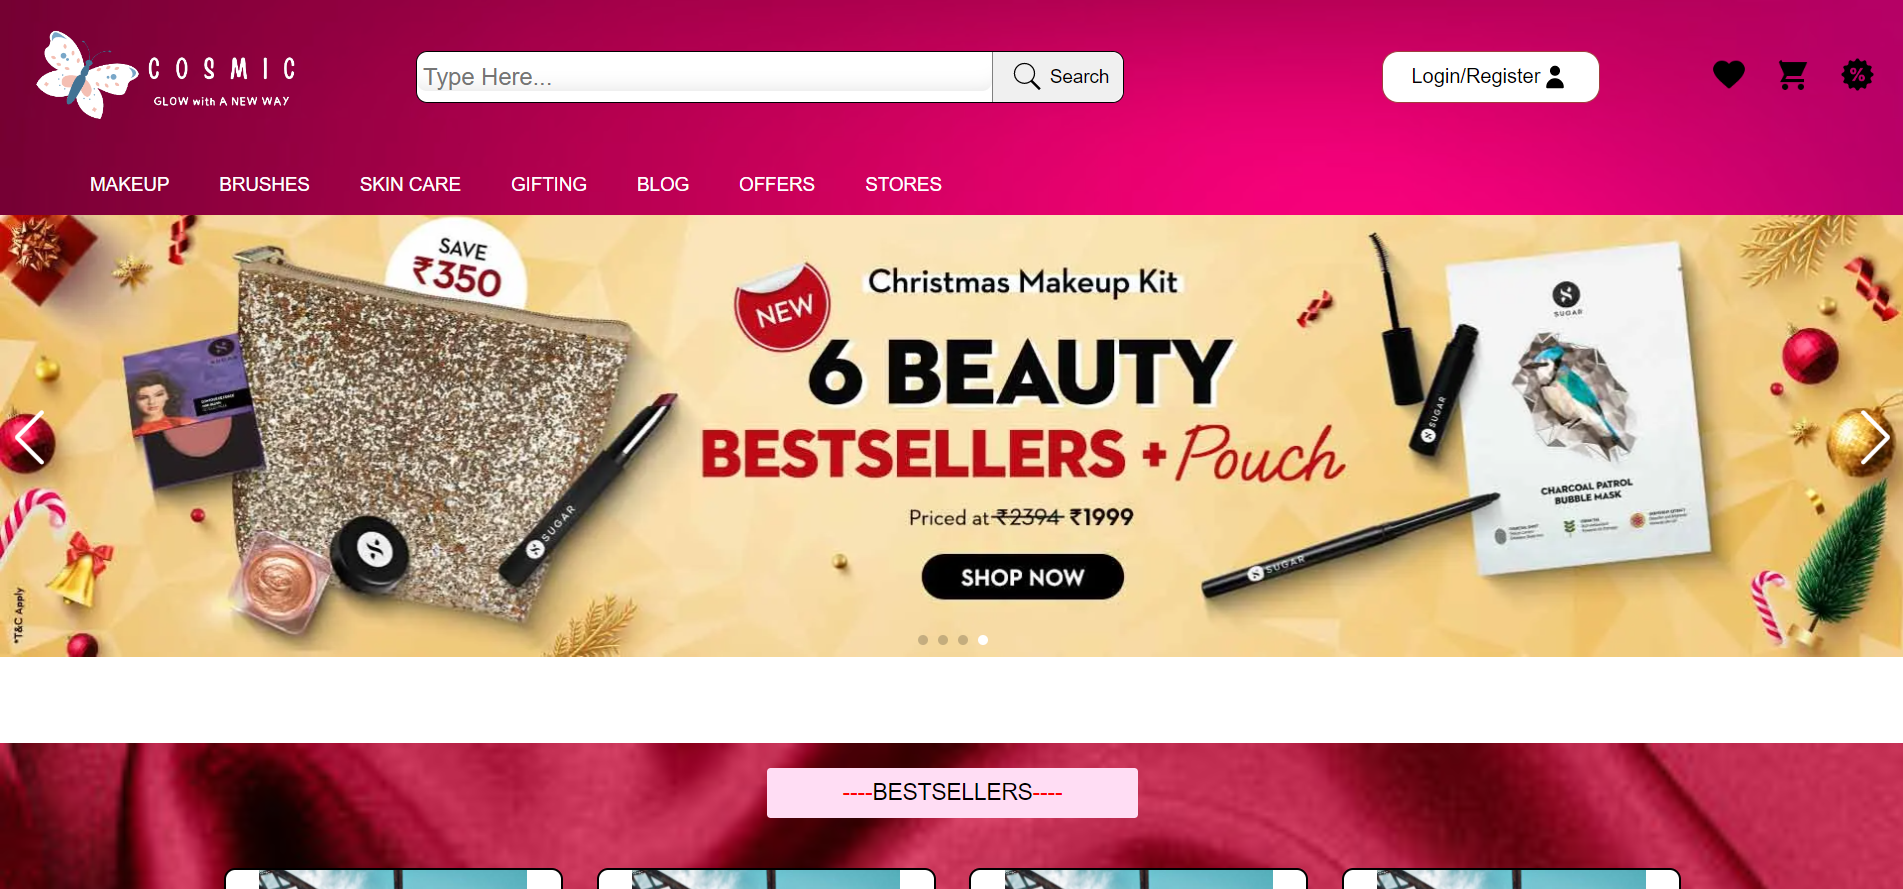 COSMIC
GLOW with A NEW WAY
Type Here...
Search
Login/Register
MAKEUP BRUSHES SKIN CARE GIFTING BLOG OFFERS STORES
SAVE
₹350
NEW
Christmas Makeup Kit
6 BEAUTY
BESTSELLERS + Pouch
Priced at ₹2394 ₹1999
SHOP NOW
SUGAR
SUGAR
SUGAR
SUGAR
CHARCOAL PATROL
BUBBLE MASK
*T&C Apply
----BESTSELLERS----